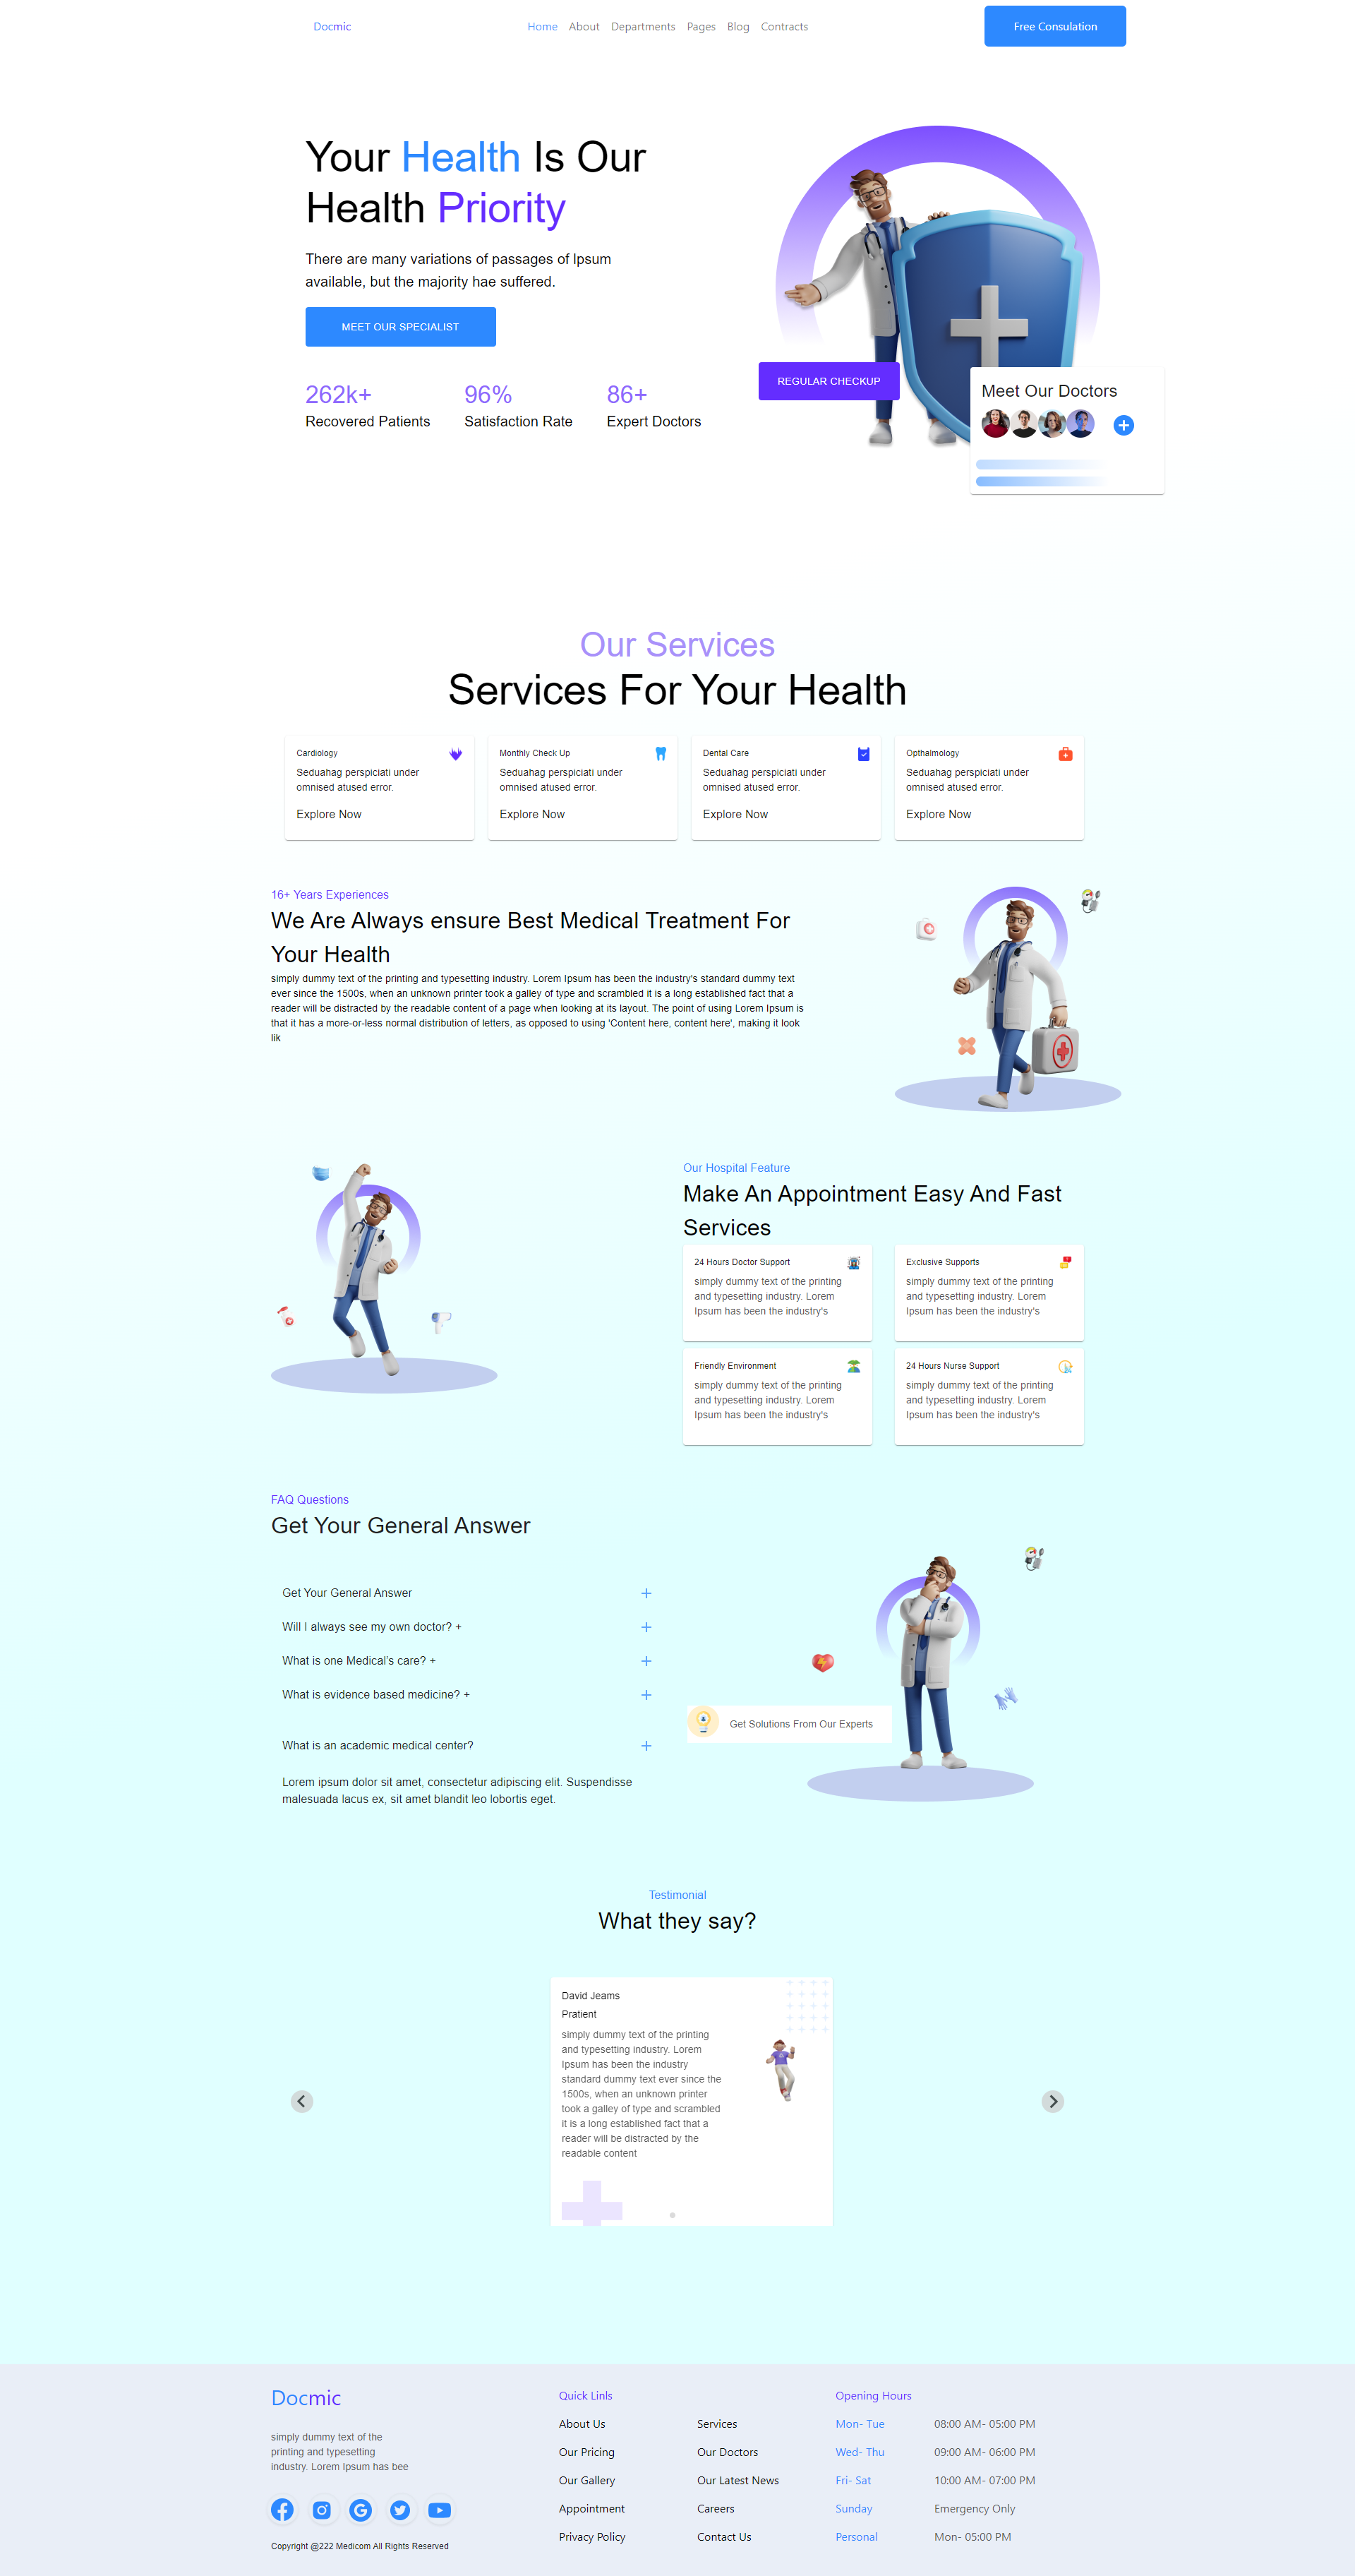 Docmic
Home About Departments Pages Blog Contracts
Free Consulation
Your Health Is Our
Health Priority
There are many variations of passages of Ipsum
available, but the majority hae suffered.
MEET OUR SPECIALIST
262k+
Recovered Patients
96%
Satisfaction Rate
86+
Expert Doctors
REGULAR CHECKUP
Meet Our Doctors
Our Services
Services For Your Health
Cardiology
Seduahag perspiciati under
omnised atused error.
Explore Now
Monthly Check Up
Seduahag perspiciati under
omnised atused error.
Explore Now
Dental Care
Seduahag perspiciati under
omnised atused error.
Explore Now
Opthalmology
Seduahag perspiciati under
omnised atused error.
Explore Now
16+ Years Experiences
We Are Always ensure Best Medical Treatment For
Your Health
simply dummy text of the printing and typesetting industry. Lorem Ipsum has been the industry's standard dummy text
ever since the 1500s, when an unknown printer took a galley of type and scrambled it is a long established fact that a
reader will be distracted by the readable content of a page when looking at its layout. The point of using Lorem Ipsum is
that it has a more-or-less normal distribution of letters, as opposed to using 'Content here, content here', making it look
lik
Our Hospital Feature
Make An Appointment Easy And Fast
Services
24 Hours Doctor Support
simply dummy text of the printing
and typesetting industry. Lorem
Ipsum has been the industry's
Exclusive Supports
simply dummy text of the printing
and typesetting industry. Lorem
Ipsum has been the industry's
Friendly Environment
simply dummy text of the printing
and typesetting industry. Lorem
Ipsum has been the industry's
24 Hours Nurse Support
simply dummy text of the printing
and typesetting industry. Lorem
Ipsum has been the industry's
FAQ Questions
Get Your General Answer
Get Your General Answer
Will I always see my own doctor? +
What is one Medical's care? +
What is evidence based medicine? +
What is an academic medical center?
Lorem ipsum dolor sit amet, consectetur adipiscing elit. Suspendisse
malesuada lacus ex, sit amet blandit leo lobortis eget.
Get Solutions From Our Experts
Testimonial
What they say?
David Jeams
Pratient
simply dummy text of the printing
and typesetting industry. Lorem
Ipsum has been the industry
standard dummy text ever since the
1500s, when an unknown printer
took a galley of type and scrambled
it is a long established fact that a
reader will be distracted by the
readable content
Docmic
simply dummy text of the
printing and typesetting
industry. Lorem Ipsum has bee
Copyright @222 Medicom All Rights Reserved
Quick Linls
About Us
Our Pricing
Our Gallery
Appointment
Privacy Policy
Services
Our Doctors
Our Latest News
Careers
Contact Us
Opening Hours
Mon- Tue 08:00 AM- 05:00 PM
Wed- Thu 09:00 AM- 06:00 PM
Fri- Sat 10:00 AM- 07:00 PM
Sunday Emergency Only
Personal Mon- 05:00 PM